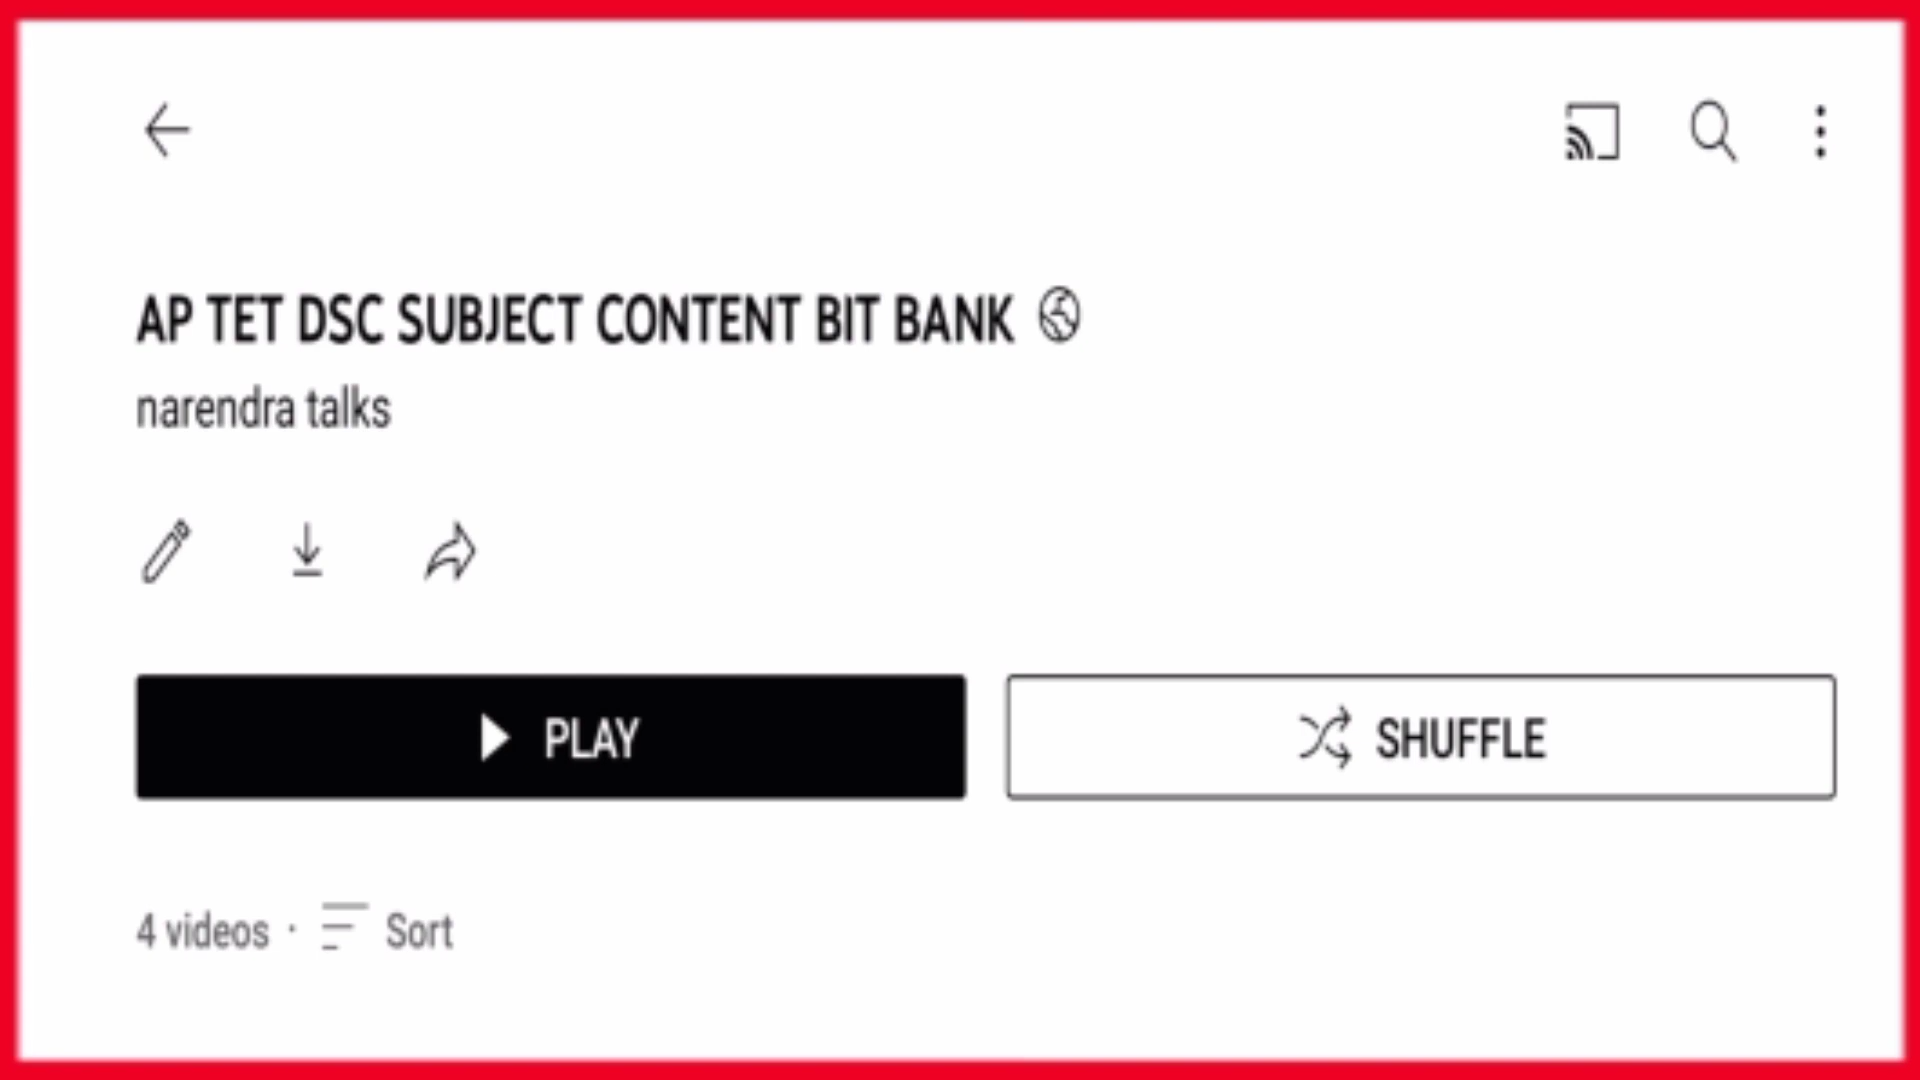 AP TET DSC SUBJECT CONTENT BIT BANK
narendra talks
PLAY
SHUFFLE
4 videos · Sort